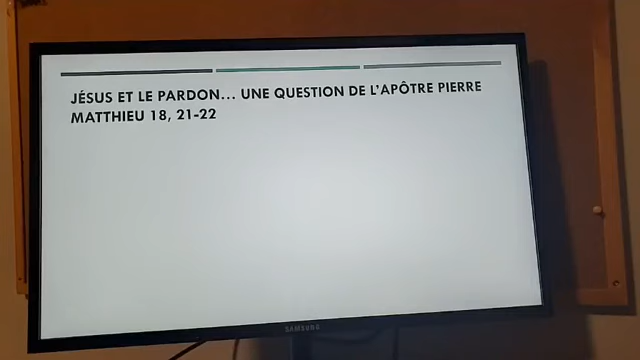 JÉSUS ET LE PARDON... UNE QUESTION DE L'APÔTRE PIERRE
MATTHIEU 18, 21-22
SAMSUNG